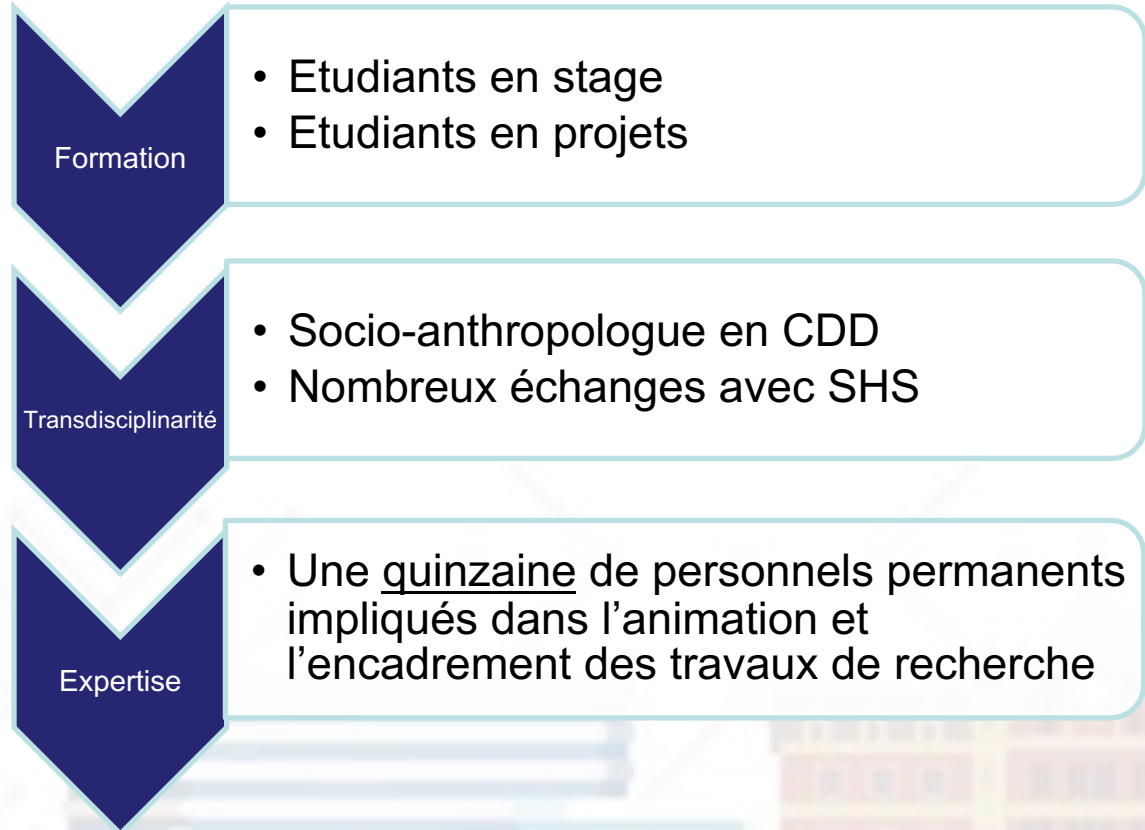 Formation
• Etudiants en stage
• Etudiants en projets
Transdisciplinarité
• Socio-anthropologue en CDD
• Nombreux échanges avec SHS
Expertise
• Une quinzaine de personnels permanents
impliqués dans l’animation et
l’encadrement des travaux de recherche